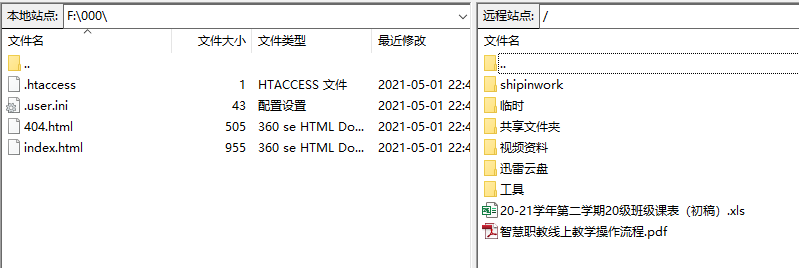 本地站点: F:\000\
文件名 文件大小 文件类型 最近修改
..
.htaccess 1 HTACCESS 文件 2021-05-01 22:4
.user.ini 43 配置设置 2021-05-01 22:4
404.html 505 360 se HTML Do... 2021-05-01 22:4
index.html 955 360 se HTML Do... 2021-05-01 22:4
远程站点: /
文件名
..
shipinwork
临时
共享文件夹
视频资料
迅雷云盘
工具
20-21学年第二学期20级班级课表（初稿）.xls
智慧职教线上教学操作流程.pdf